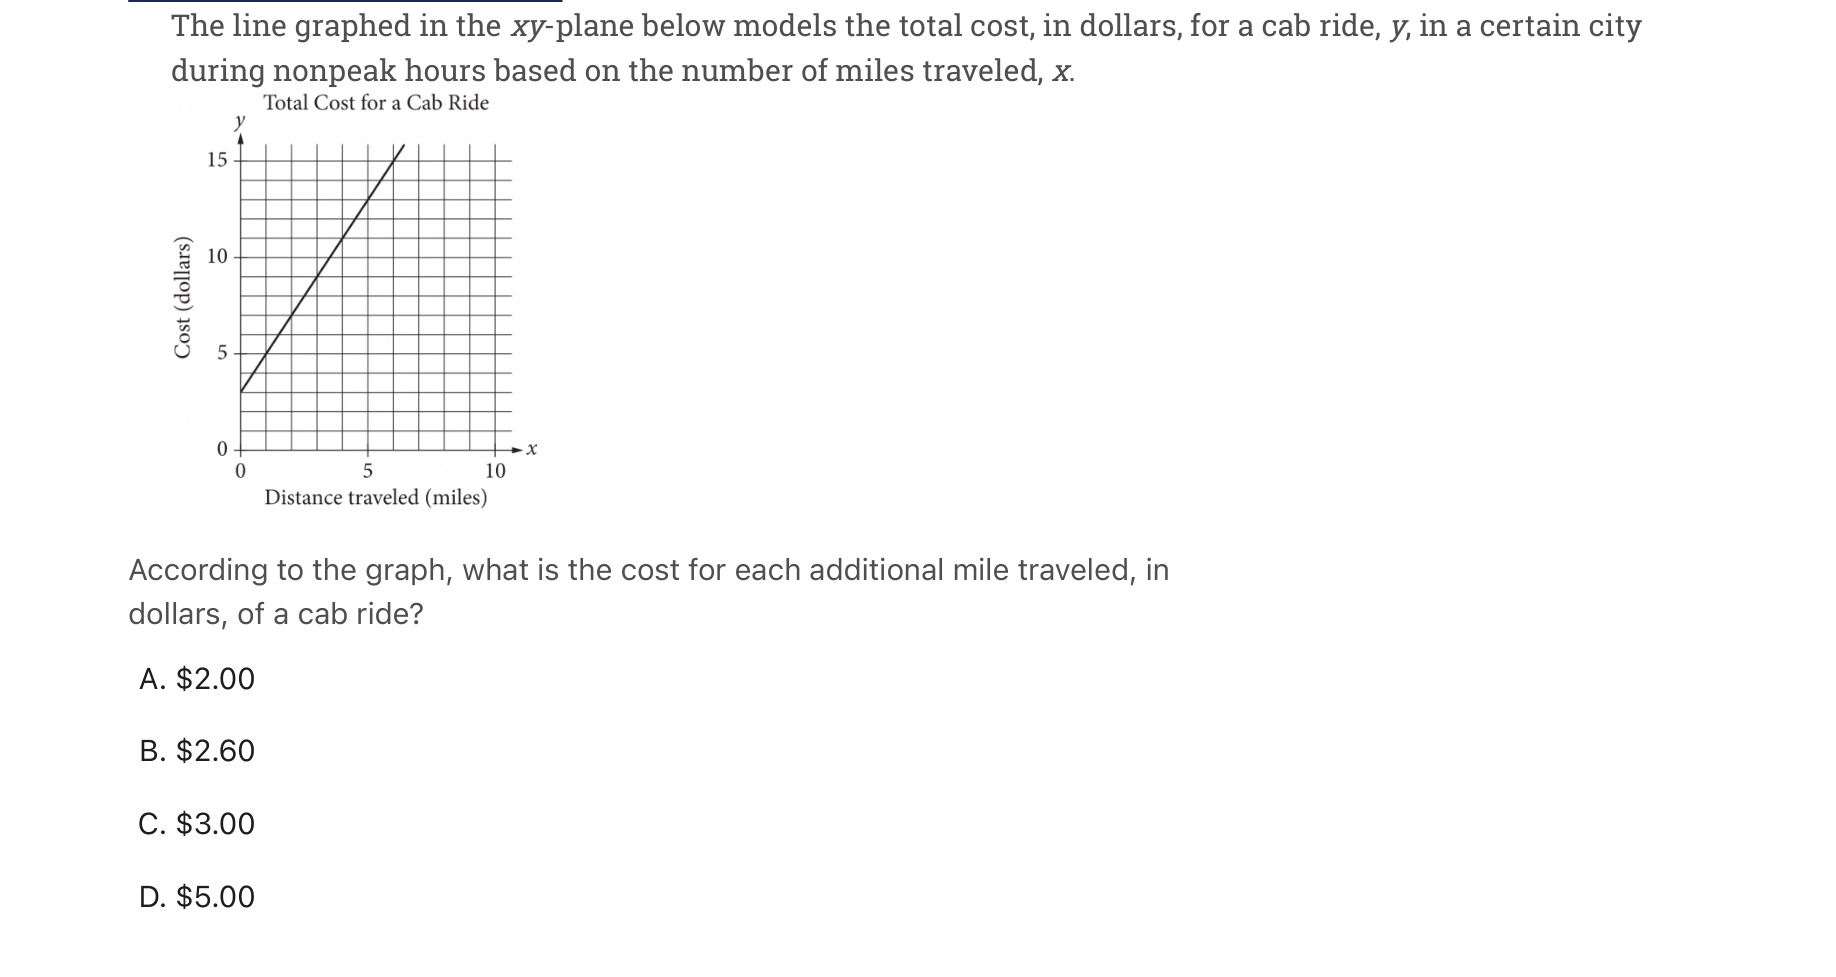 The line graphed in the xy-plane below models the total cost, in dollars, for a cab ride, y, in a certain city
during nonpeak hours based on the number of miles traveled, x.
Total Cost for a Cab Ride
y
15
10
5
0
Cost (dollars)
x
0 5 10
Distance traveled (miles)
According to the graph, what is the cost for each additional mile traveled, in
dollars, of a cab ride?
A. $2.00
B. $2.60
C. $3.00
D. $5.00